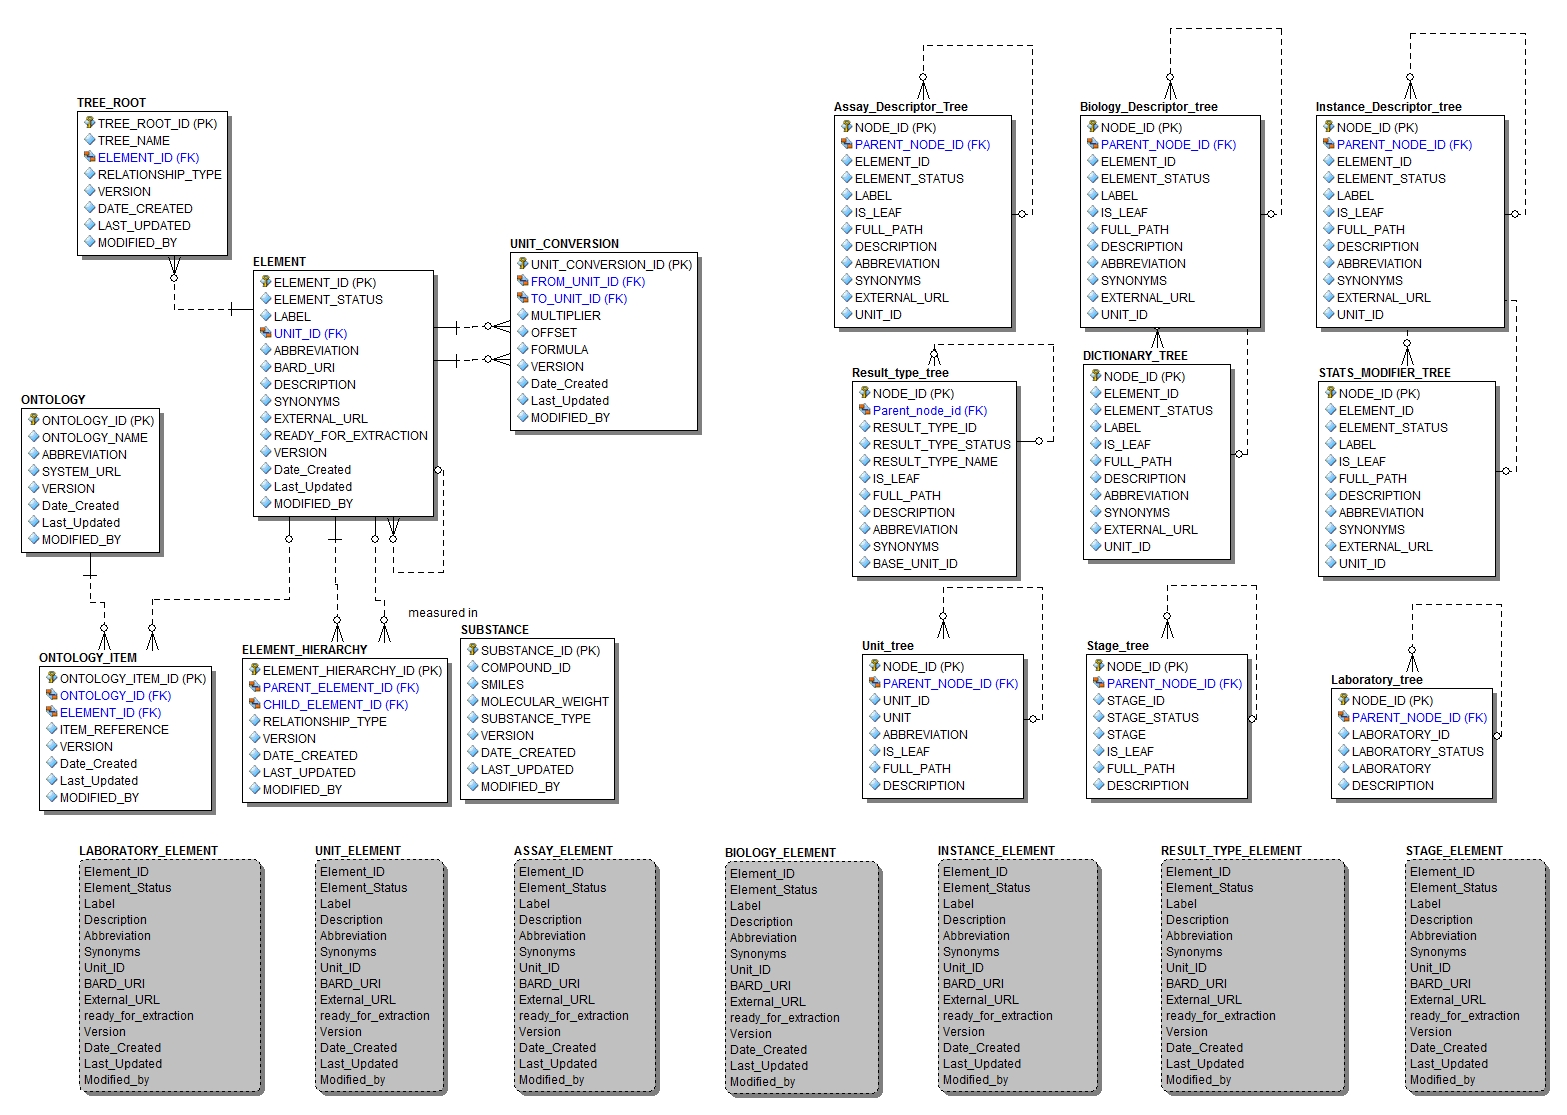 TREE_ROOT
TREE_ROOT_ID (PK)
TREE_NAME
ELEMENT_ID (FK)
RELATIONSHIP_TYPE
VERSION
DATE_CREATED
LAST_UPDATED
MODIFIED_BY
ELEMENT
ELEMENT_ID (PK)
ELEMENT_STATUS
LABEL
UNIT_ID (FK)
ABBREVIATION
BARD_URI
DESCRIPTION
SYNONYMS
EXTERNAL_URL
READY_FOR_EXTRACTION
VERSION
Date_Created
Last_Updated
MODIFIED_BY
UNIT_CONVERSION
UNIT_CONVERSION_ID (PK)
FROM_UNIT_ID (FK)
TO_UNIT_ID (FK)
MULTIPLIER
OFFSET
FORMULA
VERSION
Date_Created
Last_Updated
MODIFIED_BY
ONTOLOGY
ONTOLOGY_ID (PK)
ONTOLOGY_NAME
ABBREVIATION
SYSTEM_URL
VERSION
Date_Created
Last_Updated
MODIFIED_BY
measured in
ONTOLOGY_ITEM
ONTOLOGY_ITEM_ID (PK)
ONTOLOGY_ID (FK)
ELEMENT_ID (FK)
ITEM_REFERENCE
VERSION
Date_Created
Last_Updated
MODIFIED_BY
ELEMENT_HIERARCHY
ELEMENT_HIERARCHY_ID (PK)
PARENT_ELEMENT_ID (FK)
CHILD_ELEMENT_ID (FK)
RELATIONSHIP_TYPE
VERSION
DATE_CREATED
LAST_UPDATED
MODIFIED_BY
SUBSTANCE
SUBSTANCE_ID (PK)
COMPOUND_ID
SMILES
MOLECULAR_WEIGHT
SUBSTANCE_TYPE
VERSION
DATE_CREATED
LAST_UPDATED
MODIFIED_BY
Assay_Descriptor_Tree
NODE_ID (PK)
PARENT_NODE_ID (FK)
ELEMENT_ID
ELEMENT_STATUS
LABEL
IS_LEAF
FULL_PATH
DESCRIPTION
ABBREVIATION
SYNONYMS
EXTERNAL_URL
UNIT_ID
Biology_Descriptor_tree
NODE_ID (PK)
PARENT_NODE_ID (FK)
ELEMENT_ID
ELEMENT_STATUS
LABEL
IS_LEAF
FULL_PATH
DESCRIPTION
ABBREVIATION
SYNONYMS
EXTERNAL_URL
UNIT_ID
Instance_Descriptor_tree
NODE_ID (PK)
PARENT_NODE_ID (FK)
ELEMENT_ID
ELEMENT_STATUS
LABEL
IS_LEAF
FULL_PATH
DESCRIPTION
ABBREVIATION
SYNONYMS
EXTERNAL_URL
UNIT_ID
Result_type_tree
NODE_ID (PK)
Parent_node_id (FK)
RESULT_TYPE_ID
RESULT_TYPE_STATUS
RESULT_TYPE_NAME
IS_LEAF
FULL_PATH
DESCRIPTION
ABBREVIATION
SYNONYMS
BASE_UNIT_ID
DICTIONARY_TREE
NODE_ID (PK)
ELEMENT_ID
ELEMENT_STATUS
LABEL
IS_LEAF
FULL_PATH
DESCRIPTION
ABBREVIATION
SYNONYMS
EXTERNAL_URL
UNIT_ID
STATS_MODIFIER_TREE
NODE_ID (PK)
ELEMENT_ID
ELEMENT_STATUS
LABEL
IS_LEAF
FULL_PATH
DESCRIPTION
ABBREVIATION
SYNONYMS
EXTERNAL_URL
UNIT_ID
Unit_tree
NODE_ID (PK)
PARENT_NODE_ID (FK)
UNIT_ID
UNIT
ABBREVIATION
IS_LEAF
FULL_PATH
DESCRIPTION
Stage_tree
NODE_ID (PK)
PARENT_NODE_ID (FK)
STAGE_ID
STAGE_STATUS
STAGE
IS_LEAF
FULL_PATH
DESCRIPTION
Laboratory_tree
NODE_ID (PK)
PARENT_NODE_ID (FK)
LABORATORY_ID
LABORATORY_STATUS
LABORATORY
DESCRIPTION
LABORATORY_ELEMENT
Element_ID
Element_Status
Label
Description
Abbreviation
Synonyms
Unit_ID
BARD_URI
External_URL
ready_for_extraction
Version
Date_Created
Last_Updated
Modified_by
UNIT_ELEMENT
Element_ID
Element_Status
Label
Description
Abbreviation
Synonyms
Unit_ID
BARD_URI
External_URL
ready_for_extraction
Version
Date_Created
Last_Updated
Modified_by
ASSAY_ELEMENT
Element_ID
Element_Status
Label
Description
Abbreviation
Synonyms
Unit_ID
BARD_URI
External_URL
ready_for_extraction
Version
Date_Created
Last_Updated
Modified_by
BIOLOGY_ELEMENT
Element_ID
Element_Status
Label
Description
Abbreviation
Synonyms
Unit_ID
BARD_URI
External_URL
ready_for_extraction
Version
Date_Created
Last_Updated
Modified_by
INSTANCE_ELEMENT
Element_ID
Element_Status
Label
Description
Abbreviation
Synonyms
Unit_ID
BARD_URI
External_URL
ready_for_extraction
Version
Date_Created
Last_Updated
Modified_by
RESULT_TYPE_ELEMENT
Element_ID
Element_Status
Label
Description
Abbreviation
Synonyms
Unit_ID
BARD_URI
External_URL
ready_for_extraction
Version
Date_Created
Last_Updated
Modified_by
STAGE_ELEMENT
Element_ID
Element_Status
Label
Description
Abbreviation
Synonyms
Unit_ID
BARD_URI
External_URL
ready_for_extraction
Version
Date_Created
Last_Updated
Modified_by